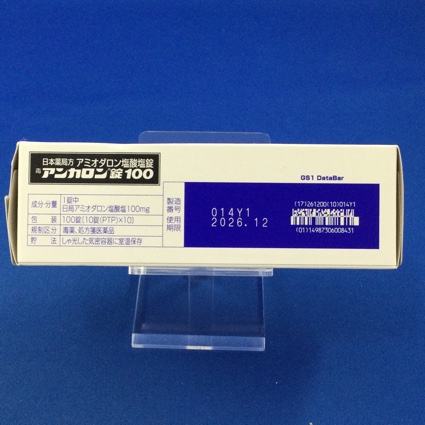 日本薬局方 アミオダロン塩酸塩錠
毒 アンカロン®錠100
成分・分量 1錠中
日局アミオダロン塩酸塩100mg
包装 100錠(10錠(PTP)×10)
規制区分 毒薬、処方箋医薬品
貯法 しゃ光した気密容器に室温保存
製造番号 014Y1
使用期限 2026.12
GS1 DataBar
(17)261200(10)014Y1
(01)14987306008431